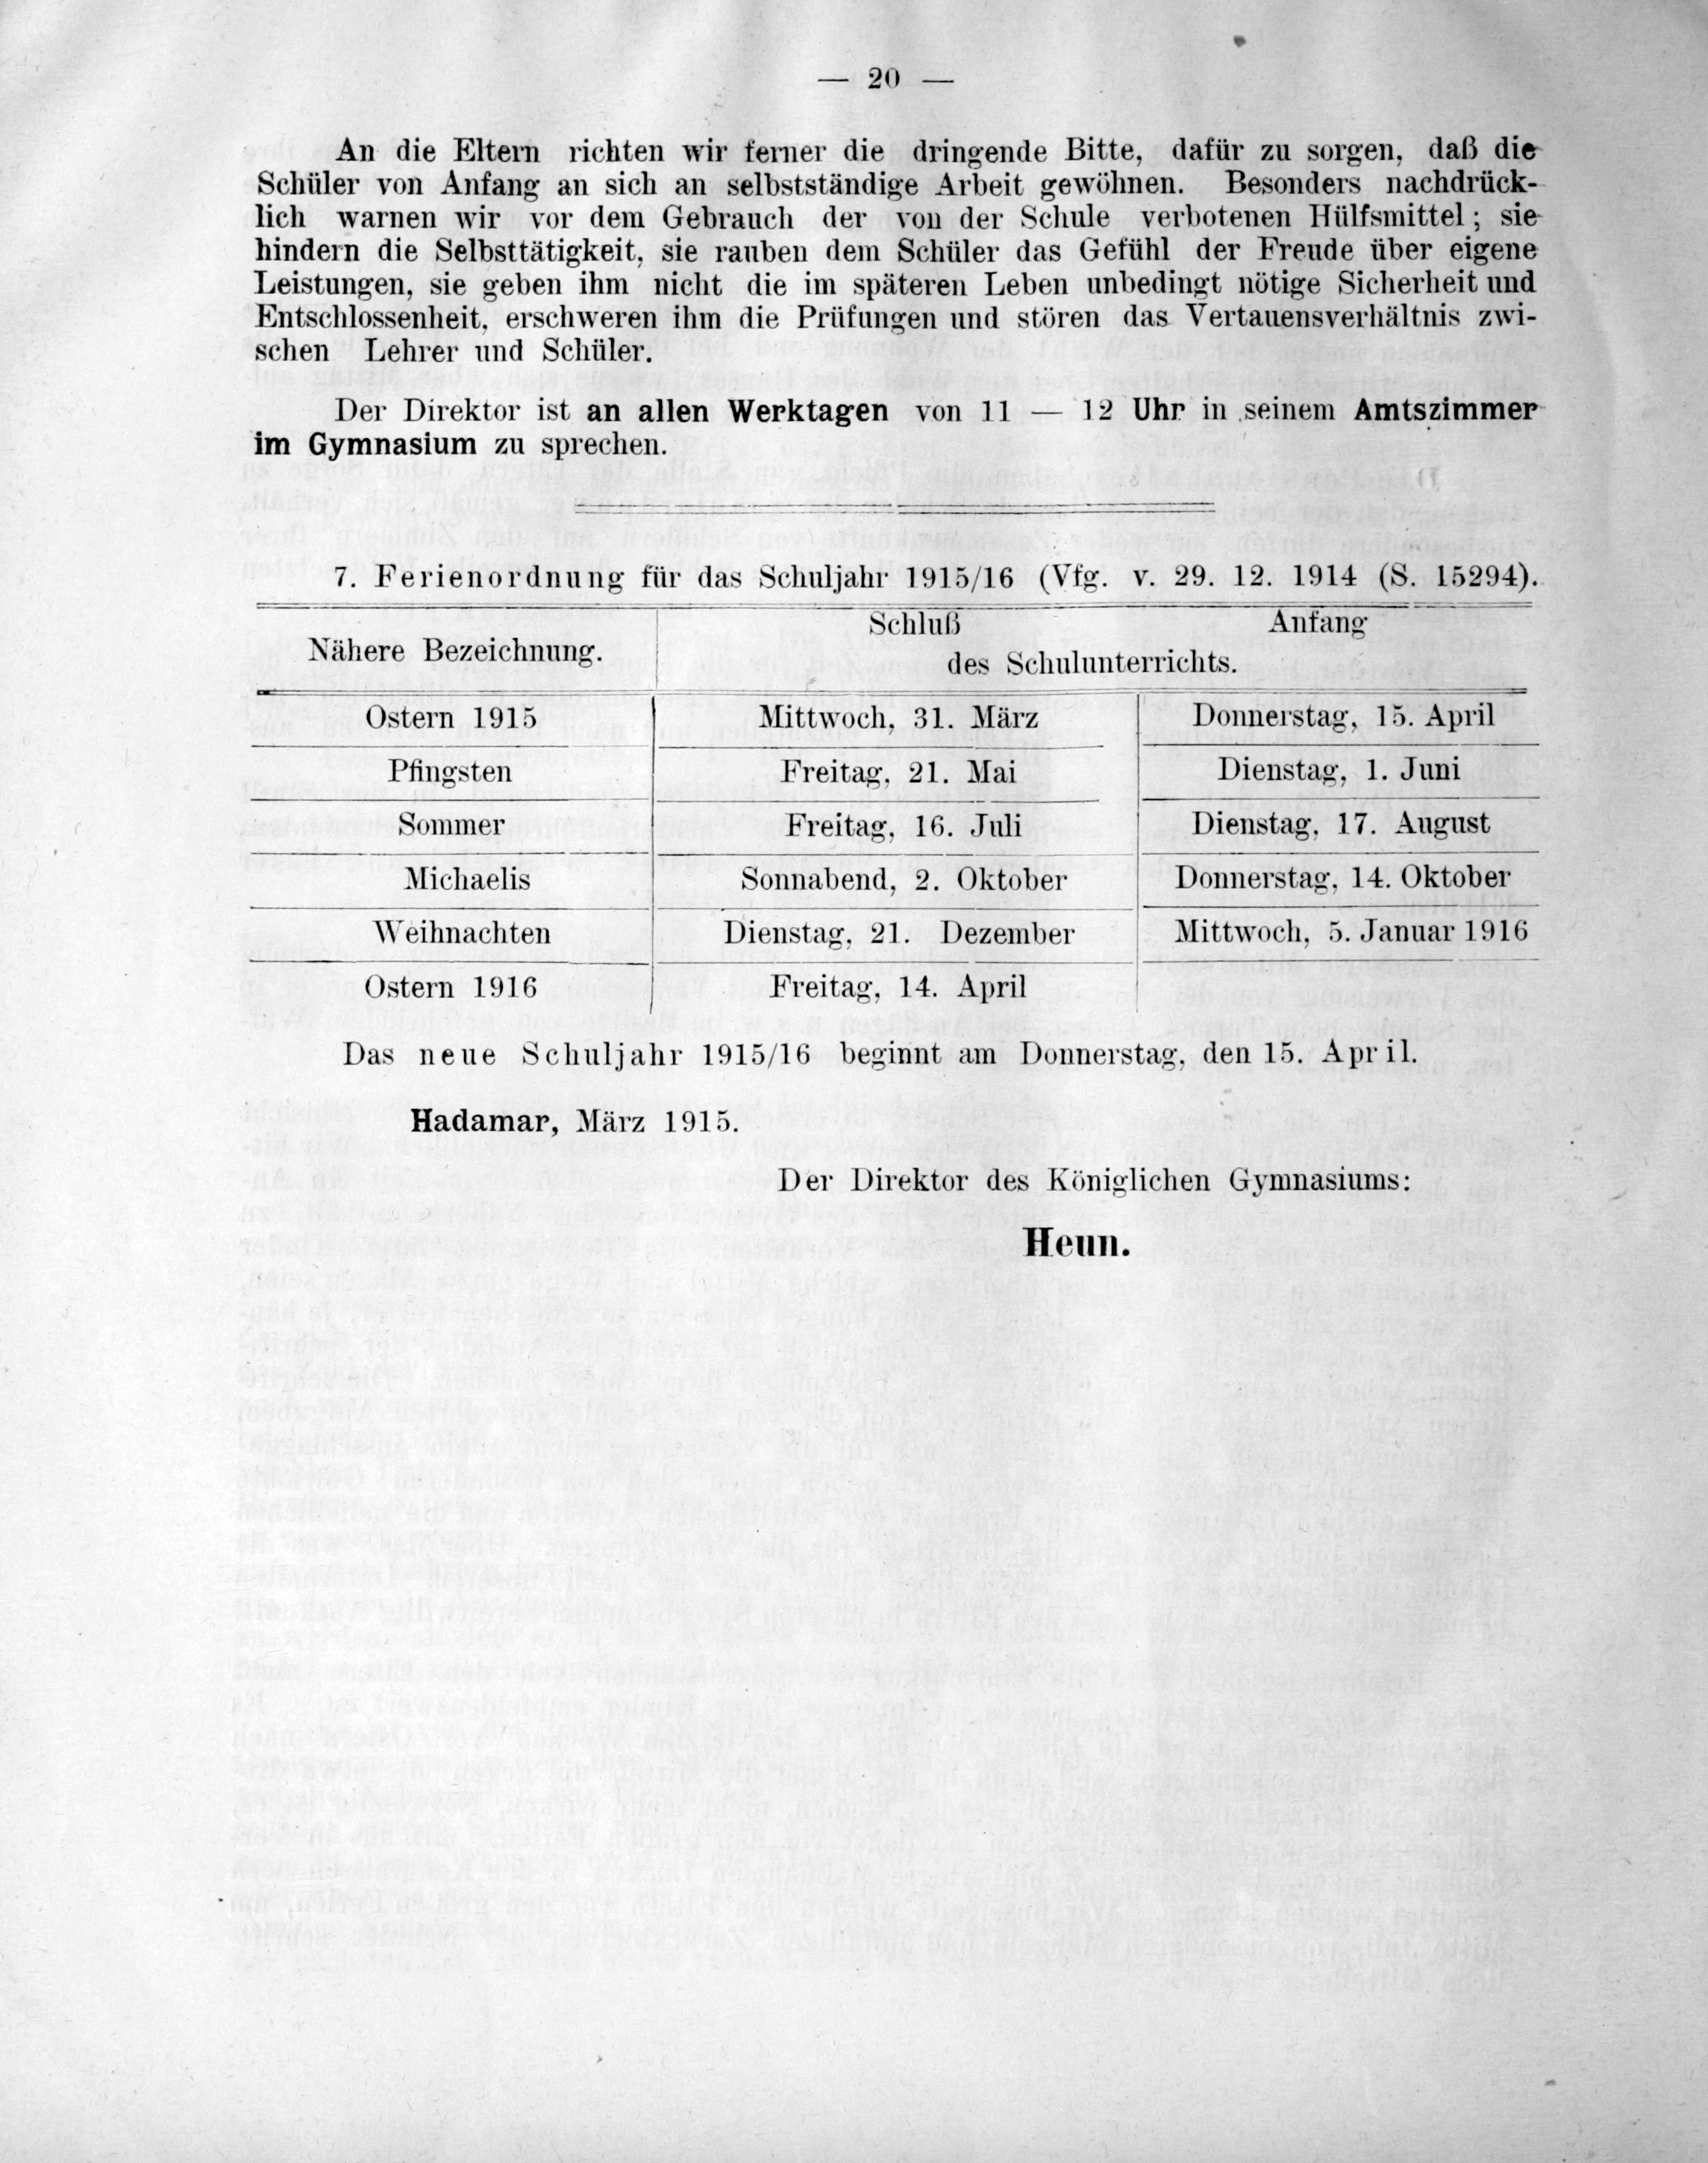 — 20 —
An die Eltern richten wir ferner die dringende Bitte, dafür zu sorgen, daß die
Schüler von Anfang an sich an selbstständige Arbeit gewöhnen. Besonders nachdrück-
lich warnen wir vor dem Gebrauch der von der Schule verbotenen Hülfsmittel; sie
hindern die Selbsttätigkeit, sie rauben dem Schüler das Gefühl der Freude über eigene
Leistungen, sie geben ihm nicht die im späteren Leben unbedingt nötige Sicherheit und
Entschlossenheit, erschweren ihm die Prüfungen und stören das Vertauensverhältnis zwi-
schen Lehrer und Schüler.
Der Direktor ist an allen Werktagen von 11 — 12 Uhr in seinem Amtszimmer
im Gymnasium zu sprechen.
7. Ferienordnung für das Schuljahr 1915/16 (Vfg. v. 29. 12. 1914 (S. 15294).
Nähere Bezeichnung. Schluß Anfang
des Schulunterrichts.
Ostern 1915 Mittwoch, 31. März Donnerstag, 15. April
Pfingsten Freitag, 21. Mai Dienstag, 1. Juni
Sommer Freitag, 16. Juli Dienstag, 17. August
Michaelis Sonnabend, 2. Oktober Donnerstag, 14. Oktober
Weihnachten Dienstag, 21. Dezember Mittwoch, 5. Januar 1916
Ostern 1916 Freitag, 14. April
Das neue Schuljahr 1915/16 beginnt am Donnerstag, den 15. April.
Hadamar, März 1915.
Der Direktor des Königlichen Gymnasiums:
Heun.